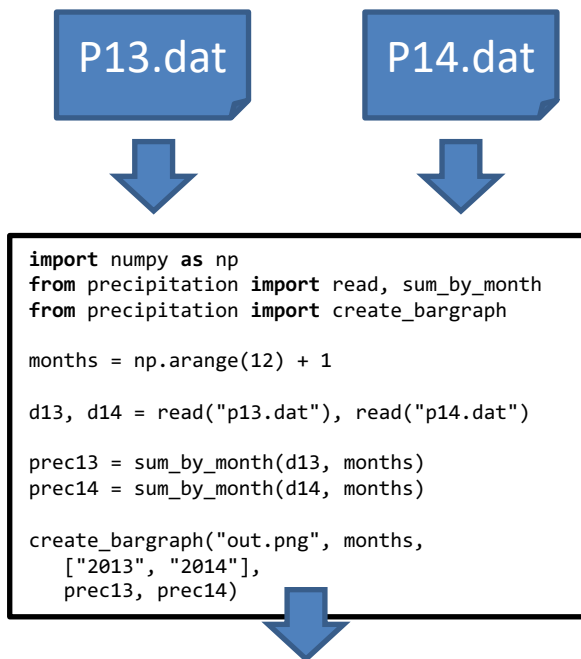 P13.dat
P14.dat
import numpy as np
from precipitation import read, sum_by_month
from precipitation import create_bargraph
months = np.arange(12) + 1
d13, d14 = read("p13.dat"), read("p14.dat")
prec13 = sum_by_month(d13, months)
prec14 = sum_by_month(d14, months)
create_bargraph("out.png", months,
["2013", "2014"],
prec13, prec14)